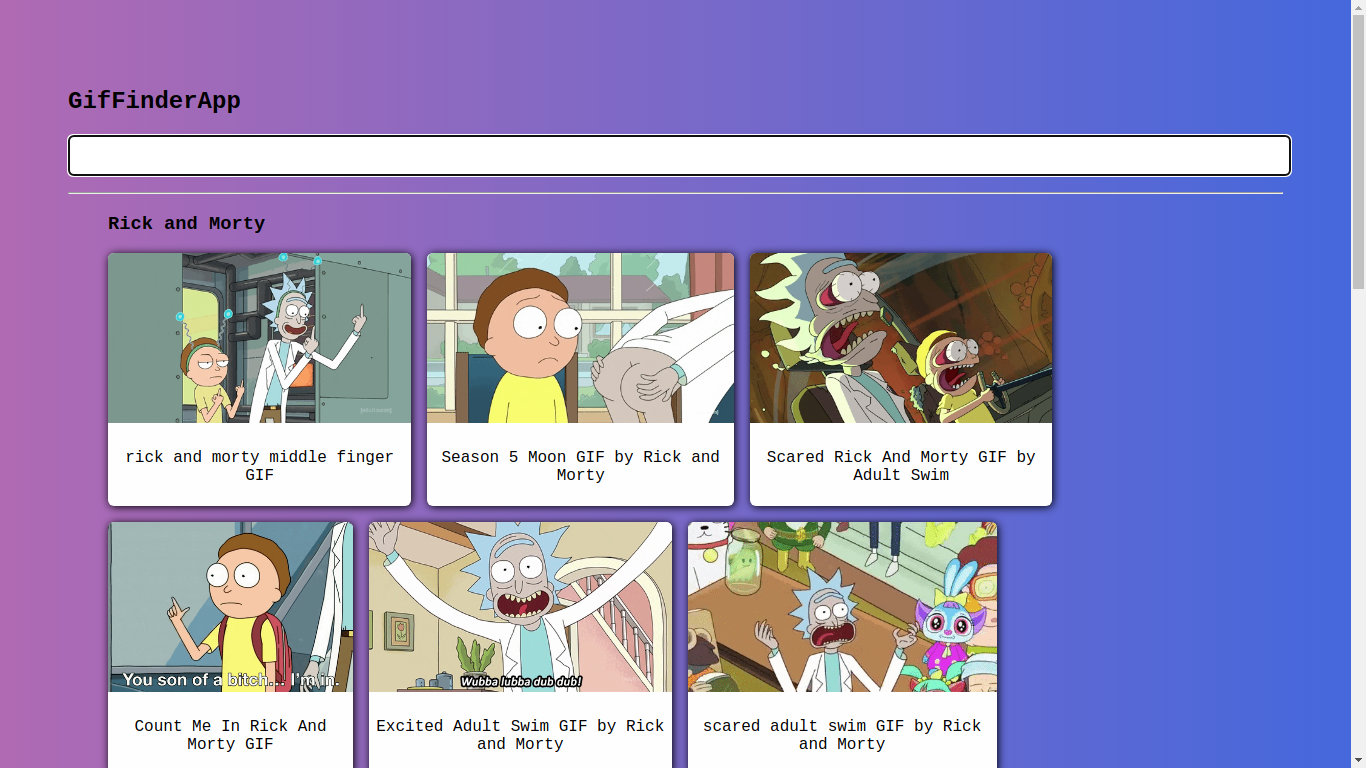 GifFinderApp
Rick and Morty
[adult swim]
rick and morty middle finger
GIF
Season 5 Moon GIF by Rick and
Morty
Scared Rick And Morty GIF by
Adult Swim
You son of a bitch... I'm in.
Count Me In Rick And
Morty GIF
Wubba lubba dub dub!
Excited Adult Swim GIF by Rick
and Morty
scared adult swim GIF by Rick
and Morty